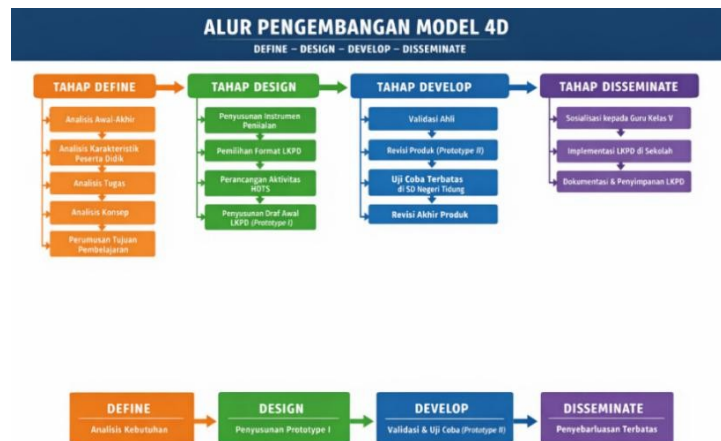 ALUR PENGEMBANGAN MODEL 4D
DEFINE – DESIGN – DEVELOP – DISSEMINATE
TAHAP DEFINE
Analisis Awal-Akhir
Analisis Karakteristik
Peserta Didik
Analisis Tugas
Analisis Konsep
Perumusan Tujuan
Pembelajaran
TAHAP DESIGN
Penyusunan Instrumen
Penilaian
Pemilihan Format LKPD
Perancangan Aktivitas
HOTS
Penyusunan Draf Awal
LKPD (Prototype I)
TAHAP DEVELOP
Validasi Ahli
Revisi Produk (Prototype II)
Uji Coba Terbatas
di SD Negeri Tidung
Revisi Akhir Produk
TAHAP DISSEMINATE
Sosialisasi kepada Guru Kelas V
Implementasi LKPD di Sekolah
Dokumentasi & Penyimpanan LKPD
DEFINE
Analisis Kebutuhan
DESIGN
Penyusunan Prototype I
DEVELOP
Validasi & Uji Coba (Prototype II)
DISSEMINATE
Penyebarluasan Terbatas